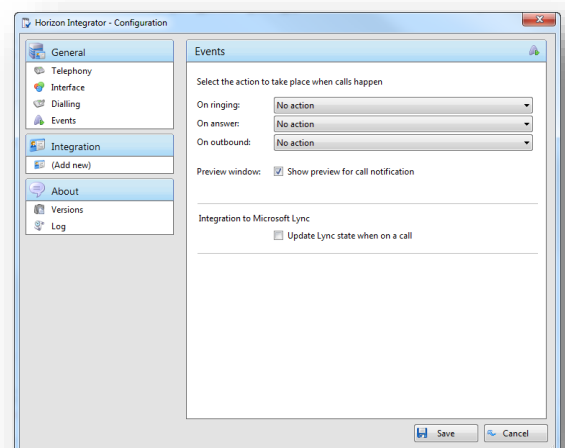 Horizon Integrator - Configuration
General
Telephony
Interface
Dialling
Events
Integration
(Add new)
About
Versions
Log
Events
Select the action to take place when calls happen
On ringing: No action
On answer: No action
On outbound: No action
Preview window: Show preview for call notification
Integration to Microsoft Lync
Update Lync state when on a call
Save Cancel